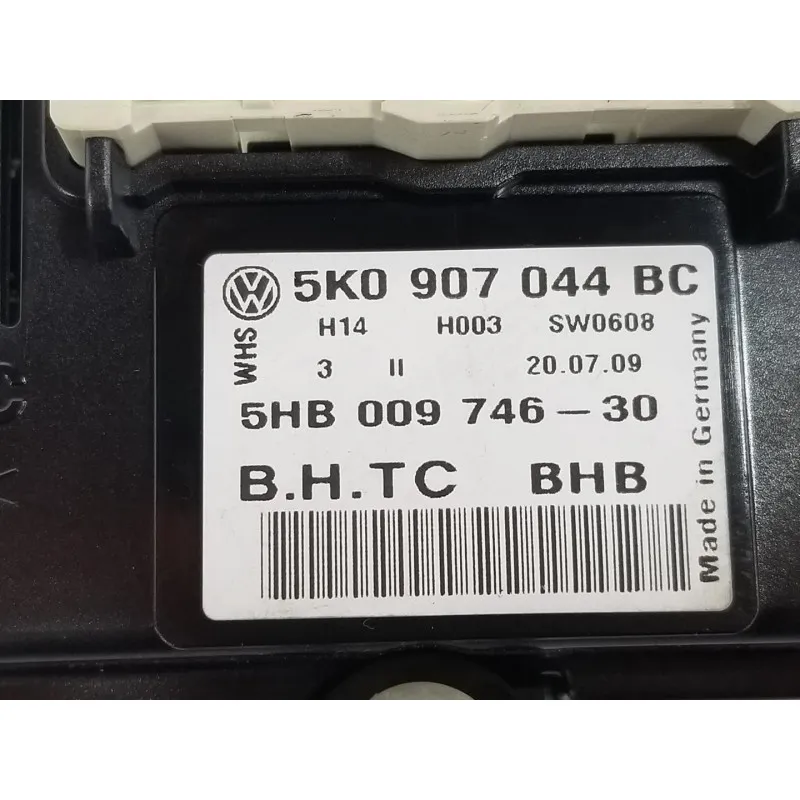 5K0 907 044 BC
WHS
H14 H003 SW0608
3 II 20.07.09
5HB 009 746-30
B.H.TC BHB
Made in Germany